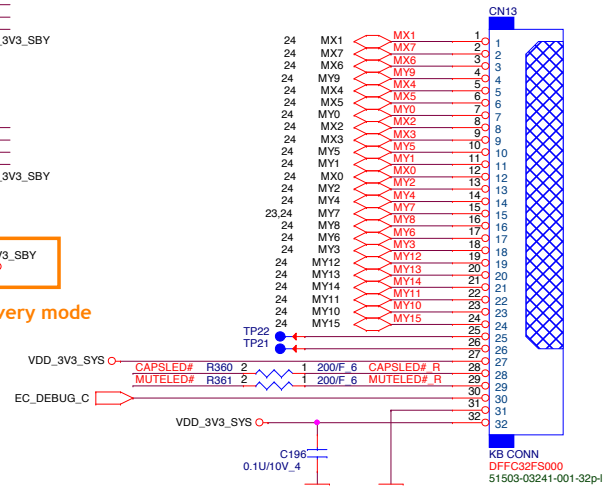 CN13
3V3_SBY
24 MX1 MX1 1 1
24 MX7 MX7 2 2
24 MX6 MX6 3 3
24 MY9 MY9 4 4
24 MX4 MX4 5 5
24 MX5 MX5 6 6
24 MY0 MY0 7 7
24 MX2 MX2 8 8
24 MX3 MX3 9 9
24 MY5 MY5 10 10
24 MY1 MY1 11 11
3V3_SBY
24 MX0 MX0 12 12
24 MY2 MY2 13 13
24 MY4 MY4 14 14
23,24 MY7 MY7 15 15
24 MY8 MY8 16 16
24 MY6 MY6 17 17
24 MY3 MY3 18 18
V3_SBY
24 MY12 MY12 19 19
24 MY13 MY13 20 20
24 MY14 MY14 21 21
24 MY11 MY11 22 22
24 MY10 MY10 23 23
24 MY15 MY15 24 24
very mode
TP22 25 25
TP21 26 26
VDD_3V3_SYS 27 27
CAPSLED# R360 2 1 200/F_6 CAPSLED#_R 28 28
MUTELED# R361 2 1 200/F_6 MUTELED#_R 29 29
EC_DEBUG_C 30 30
31 31
VDD_3V3_SYS 32 32
C196
0.1U/10V_4
KB CONN
DFFC32FS000
51503-03241-001-32p-l